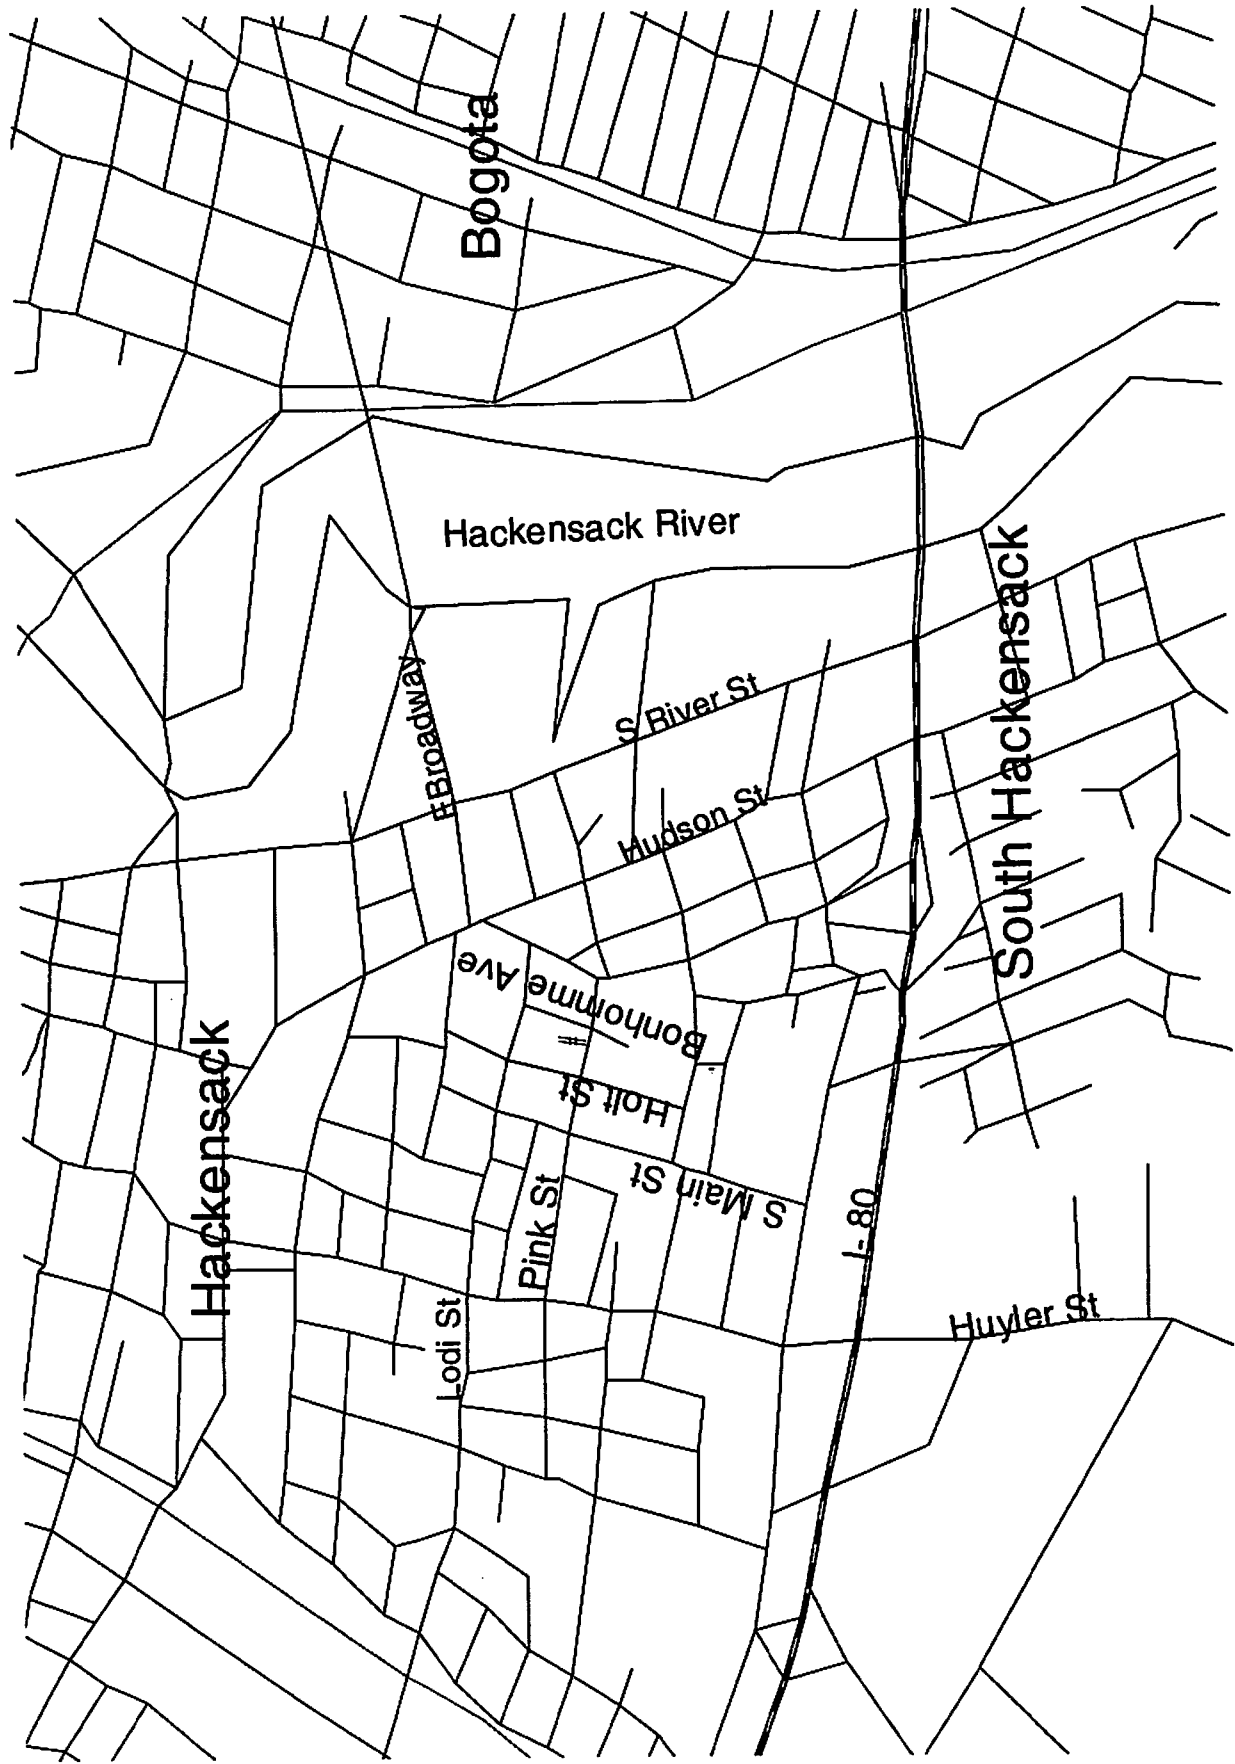 Bogota
Hackensack River
South Hackensack
S River St
E Broadway
Hudson St
Bonhomme Ave
Hackensack
Holt St
S Main St
Pink St
I- 80
Lodi St
Huyler St